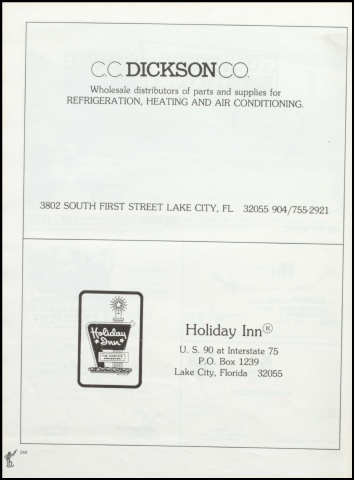 C.C. DICKSON CO.
Wholesale distributors of parts and supplies for
REFRIGERATION, HEATING AND AIR CONDITIONING.
3802 SOUTH FIRST STREET LAKE CITY, FL 32055 904/755-2921
Holiday
Inn
Holiday Inn®
U. S. 90 at Interstate 75
P.O. Box 1239
Lake City, Florida 32055